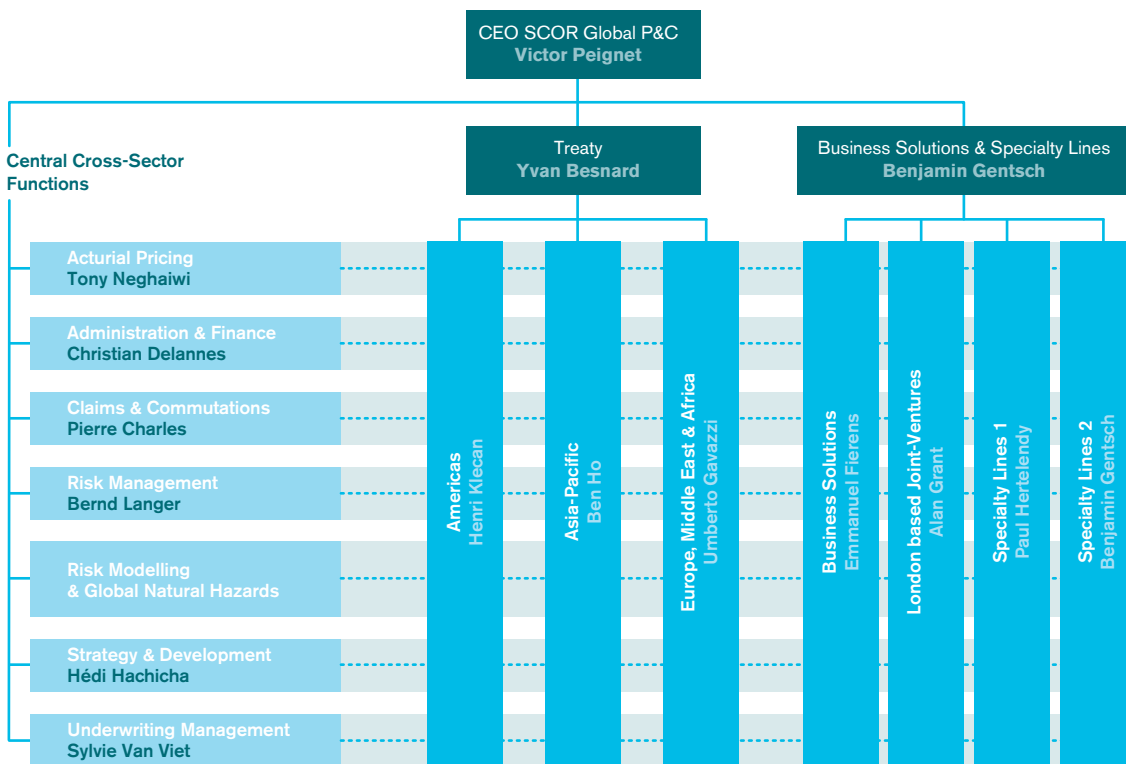 CEO SCOR Global P&C
Victor Peignet
Treaty
Yvan Besnard
Business Solutions & Specialty Lines
Benjamin Gentsch
Central Cross-Sector
Functions
Acturial Pricing
Tony Neghaiwi
Administration & Finance
Christian Delannes
Claims & Commutations
Pierre Charles
Risk Management
Bernd Langer
Risk Modelling
& Global Natural Hazards
Strategy & Development
Hédi Hachicha
Underwriting Management
Sylvie Van Viet
Americas
Henri Klecan
Asia-Pacific
Ben Ho
Europe, Middle East & Africa
Umberto Gavazzi
Business Solutions
Emmanuel Fierens
London based Joint-Ventures
Alan Grant
Specialty Lines 1
Paul Hertelendy
Specialty Lines 2
Benjamin Gentsch